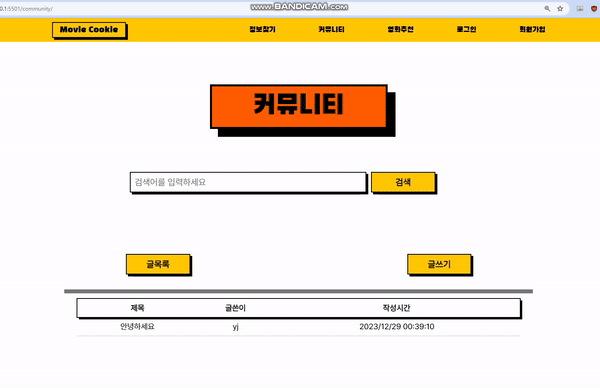 0.1:5501/community/
www.BANDICAM.com
Movie Cookie 정보찾기 커뮤니티 영화추천 로그인 회원가입
커뮤니티
검색어를 입력하세요 검색
글목록 글쓰기
제목 글쓴이 작성시간
안녕하세요 yj 2023/12/29 00:39:10